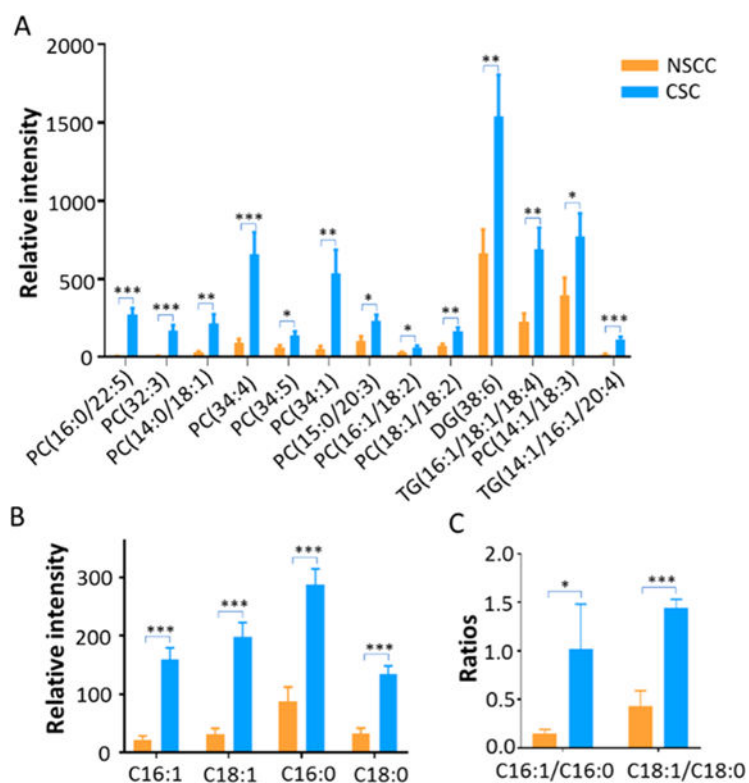 A
2000
1500
1000
500
0
Relative intensity
NSCC
CSC
***
***
**
***
*
**
*
*
**
**
**
*
***
PC(16:0/22:5)
PC(32:3)
PC(14:0/18:1)
PC(34:4)
PC(34:5)
PC(34:1)
PC(15:0/20:3)
PC(16:1/18:2)
PC(18:1/18:2)
DG(38:6)
TG(16:1/18:1/18:4)
PC(14:1/18:3)
TG(14:1/16:1/20:4)
B
300
200
100
0
Relative intensity
***
***
***
***
C16:1
C18:1
C16:0
C18:0
C
2.0
1.5
1.0
0.5
0.0
Ratios
*
***
C16:1/C16:0
C18:1/C18:0